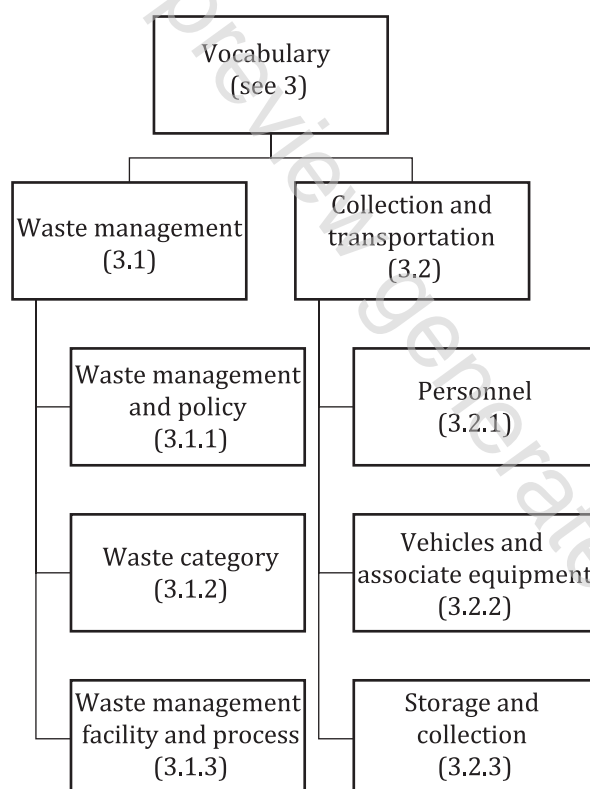 Vocabulary
(see 3)
Waste management
(3.1)
Collection and
transportation
(3.2)
Waste management
and policy
(3.1.1)
Personnel
(3.2.1)
Waste category
(3.1.2)
Vehicles and
associate equipment
(3.2.2)
Waste management
facility and process
(3.1.3)
Storage and
collection
(3.2.3)
preview generate